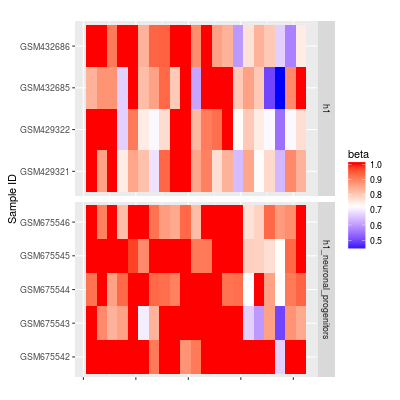 Sample ID
GSM432686
GSM432685
GSM429322
GSM429321
h1
GSM675546
GSM675545
GSM675544
GSM675543
GSM675542
h1_neuronal_progenitors
beta
1.0
0.9
0.8
0.7
0.6
0.5